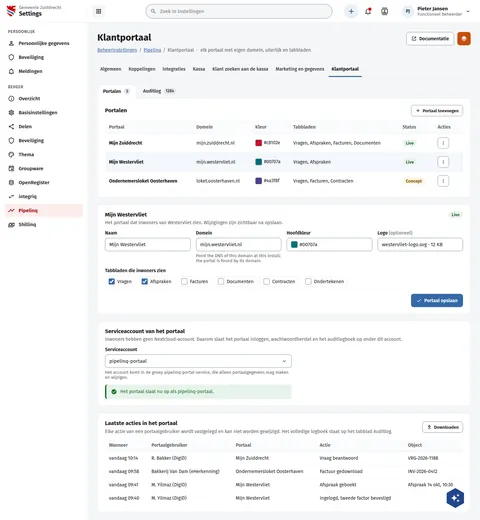 Gemeente Zuiddrecht
Settings
Zoek in instellingen
PJ
Pieter Jansen
Functioneel beheerder
PERSOONLIJK
Persoonlijke gegevens
Beveiliging
Meldingen
BEHEER
Overzicht
Basisinstellingen
Delen
Beveiliging
Thema
Groupware
OpenRegister
Integriq
Pipelinq
Shillinq
Klantportaal
Beheerinstellingen / Pipelinq / Klantportaal · elk portaal met eigen domein, uiterlijk en tabbladen
Documentatie
Algemeen Koppelingen Integraties Kassa Klant zoeken aan de kassa Marketing en gegevens Klantportaal
Portalen 3 Auditlog 1284
Portalen
Portaal toevoegen
Portaal Domein Kleur Tabbladen Status Acties
Mijn Zuiddrecht mijn.zuiddrecht.nl Vragen, Afspraken, Facturen, Documenten Live
Mijn Westervliet mijn.westervliet.nl #00707a Vragen, Afspraken Live
Ondernemersloket Oosterhaven loket.oosterhaven.nl Vragen, Facturen, Contracten Concept
Mijn Westervliet
Live
Het portaal dat inwoners van Westervliet zien. Wijzigingen zijn zichtbaar na opslaan.
Naam Domein Hoofdkleur Logo (optioneel)
Mijn Westervliet mijn.westervliet.nl #00707a westervliet-logo.svg · 12 KB
Point the DNS of this domain at this install;
the portal is found by its domain.
Tabbladen die inwoners zien
Vragen Afspraken Facturen Documenten Contracten Ondertekenen
Portaal opslaan
Serviceaccount van het portaal
Inwoners hebben geen Nextcloud-account. Daarom slaat het portaal inloggen, wachtwoordherstel en het auditlogboek op onder dit account.
Serviceaccount
pipelinq-portaal
Het account komt in de groep pipelinq-portal-service, die alleen portaalgegevens mag maken
en wijzigen.
Het portaal slaat nu op als pipelinq-portaal.
Laatste acties in het portaal
Elke actie van een portaalgebruiker wordt vastgelegd en kan niet worden gewijzigd. Het volledige logboek staat op het tabblad Auditlog.
Downloaden
Wanneer Portaalgebruiker Portaal Actie Object
vandaag 10:14 R. Bakker (DigiD) Mijn Zuiddrecht Vraag beantwoord VRG-2026-1188
vandaag 09:58 Bakkerij Van Dam (eHerkenning) Ondernemersloket Oosterhaven Factuur gedownload INV-2026-0412
vandaag 09:41 M. Yilmaz (DigiD) Mijn Westervliet Afspraak geboekt Afspraak 14 okt, 10:30
vandaag 09:40 M. Yilmaz (DigiD) Mijn Westervliet Ingelogd, tweede factor bevestigd